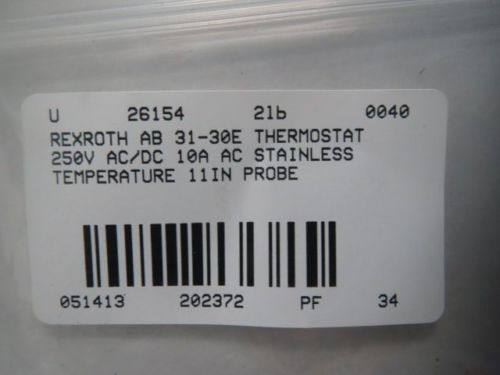 U 26154 2lb 0040
REXROTH AB 31-30E THERMOSTAT
250V AC/DC 10A AC STAINLESS
TEMPERATURE 11IN PROBE
051413 202372 PF 34